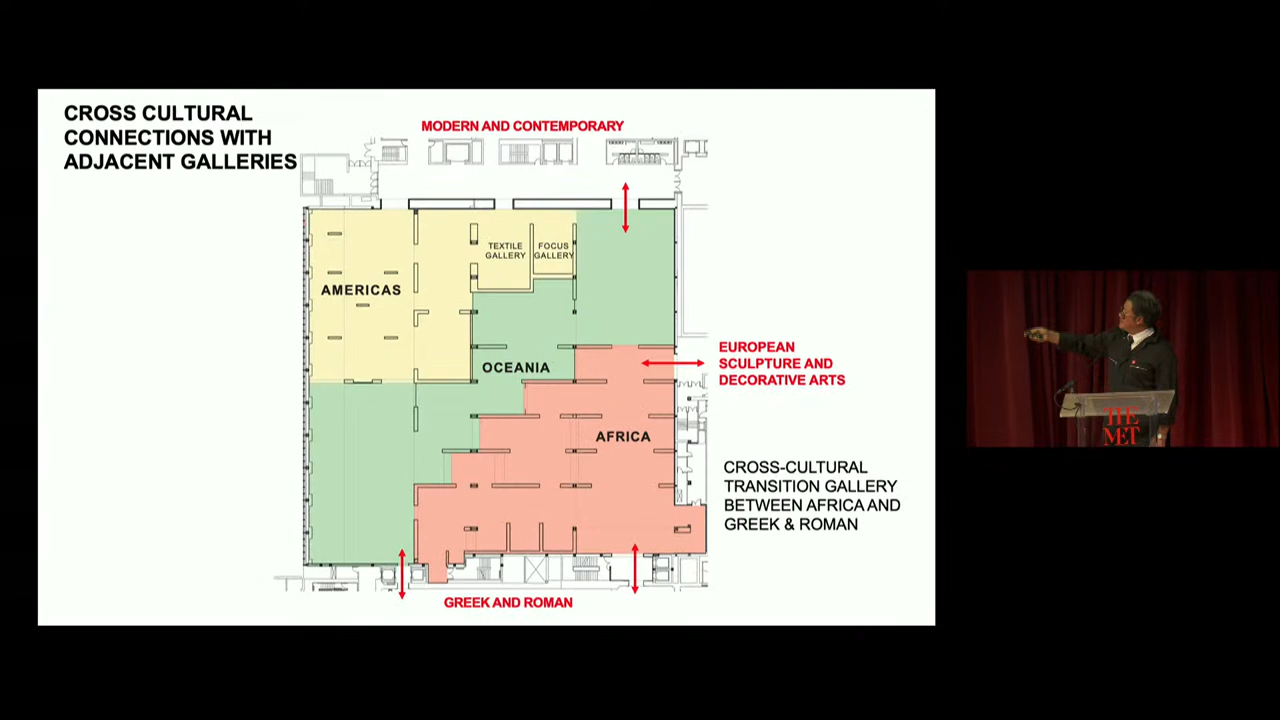 CROSS CULTURAL
CONNECTIONS WITH
ADJACENT GALLERIES
MODERN AND CONTEMPORARY
TEXTILE
GALLERY
FOCUS
GALLERY
AMERICAS
OCEANIA
EUROPEAN
SCULPTURE AND
DECORATIVE ARTS
AFRICA
CROSS-CULTURAL
TRANSITION GALLERY
BETWEEN AFRICA AND
GREEK & ROMAN
GREEK AND ROMAN
THE
MET